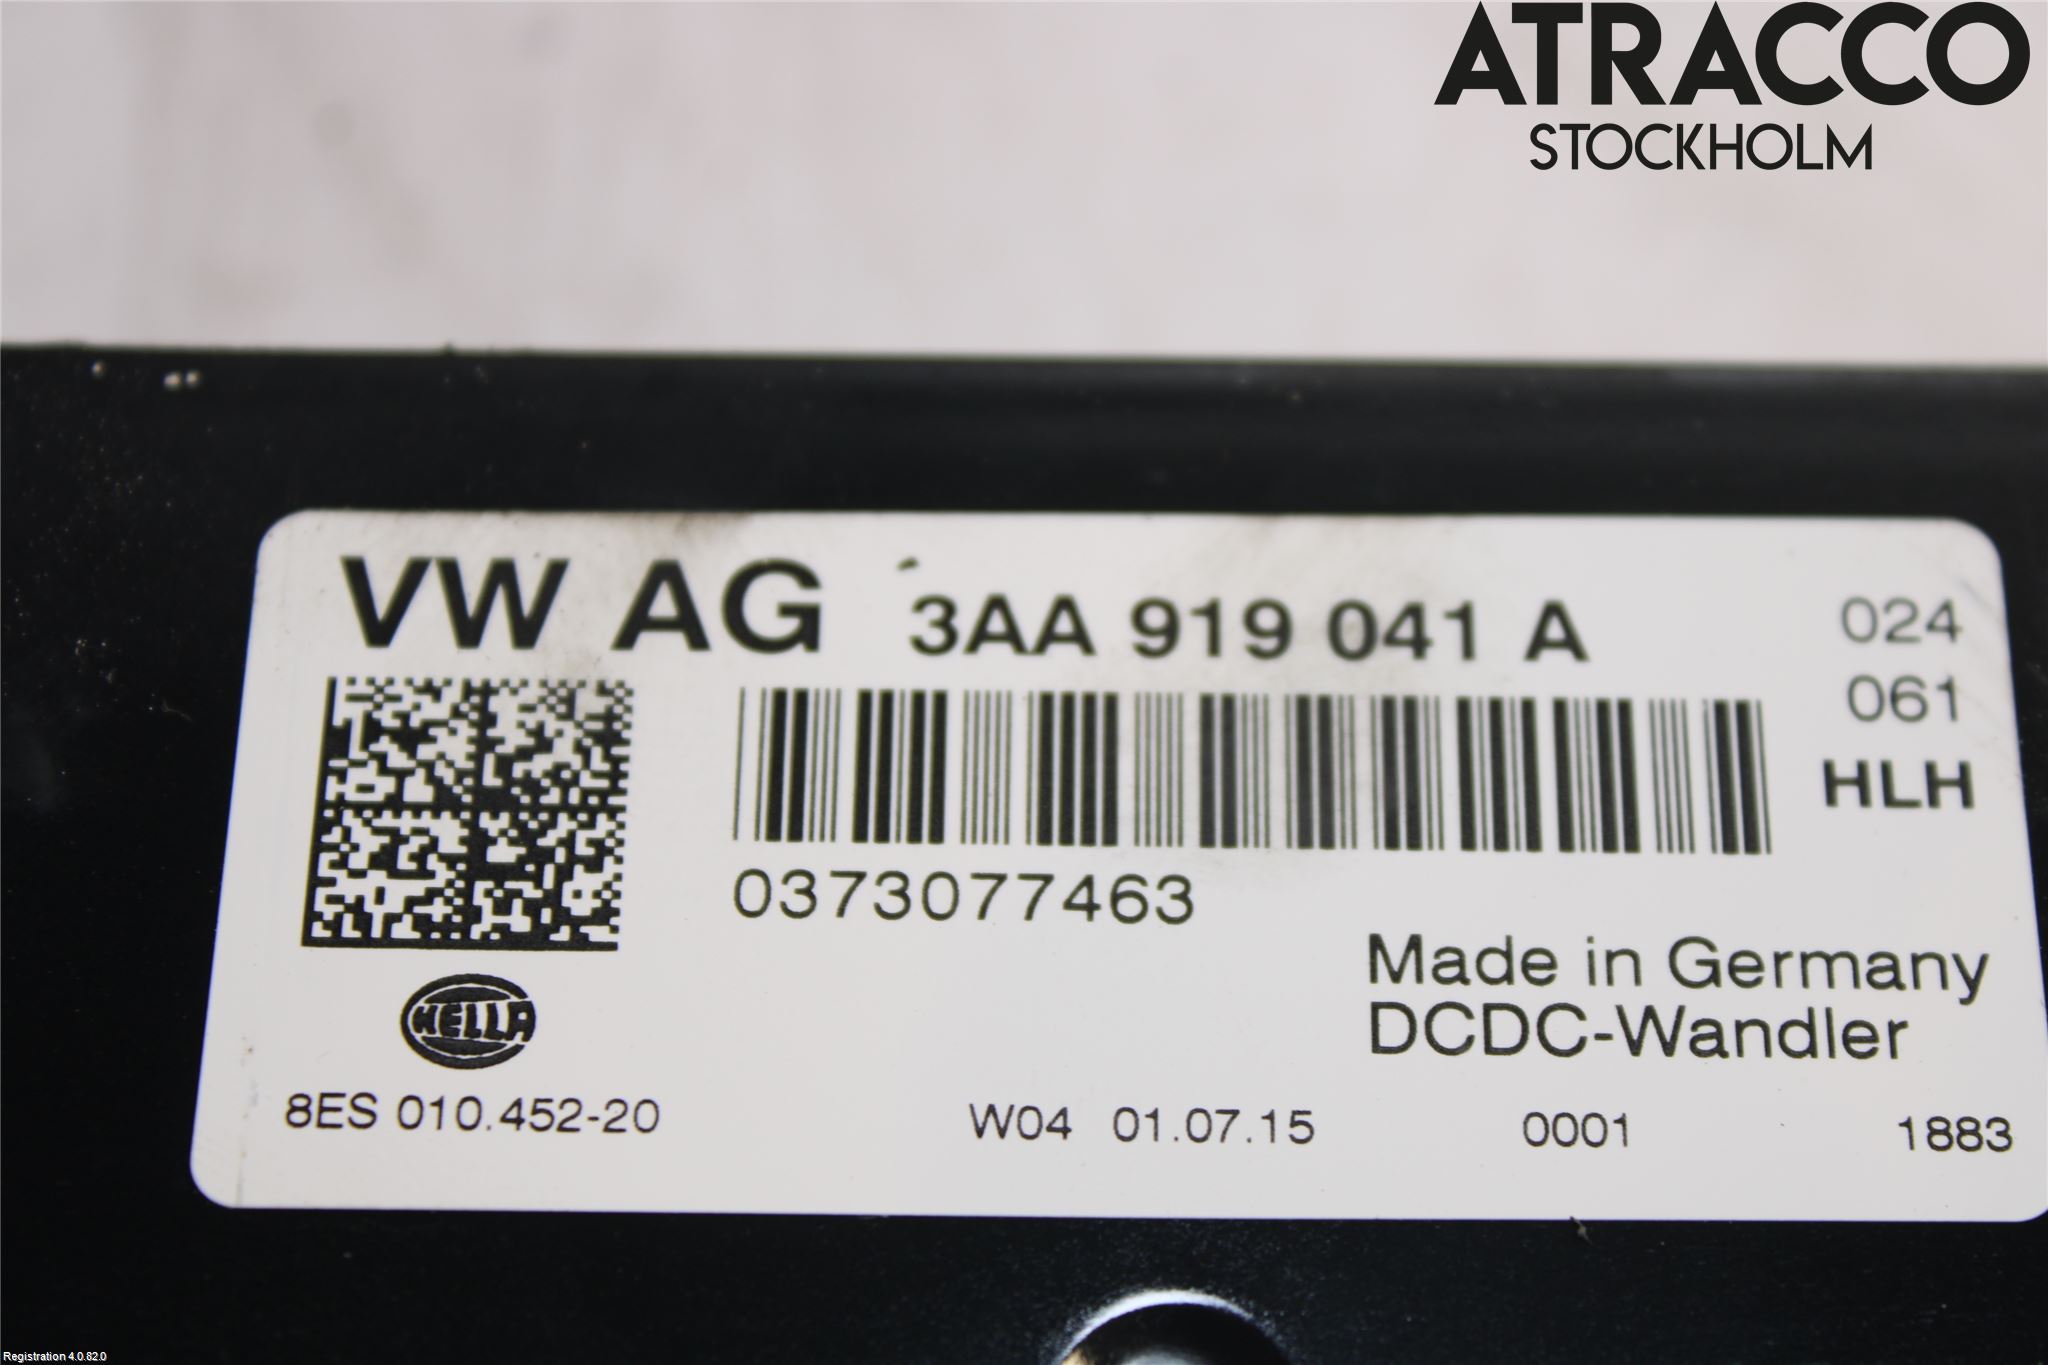 ATRACCO
STOCKHOLM
VW AG 3AA 919 041 A 024
061
HLH
0373077463
Made in Germany
DCDC-Wandler
HELLA
8ES 010.452-20 W04 01.07.15 0001 1883
Registration 4.0.82.0